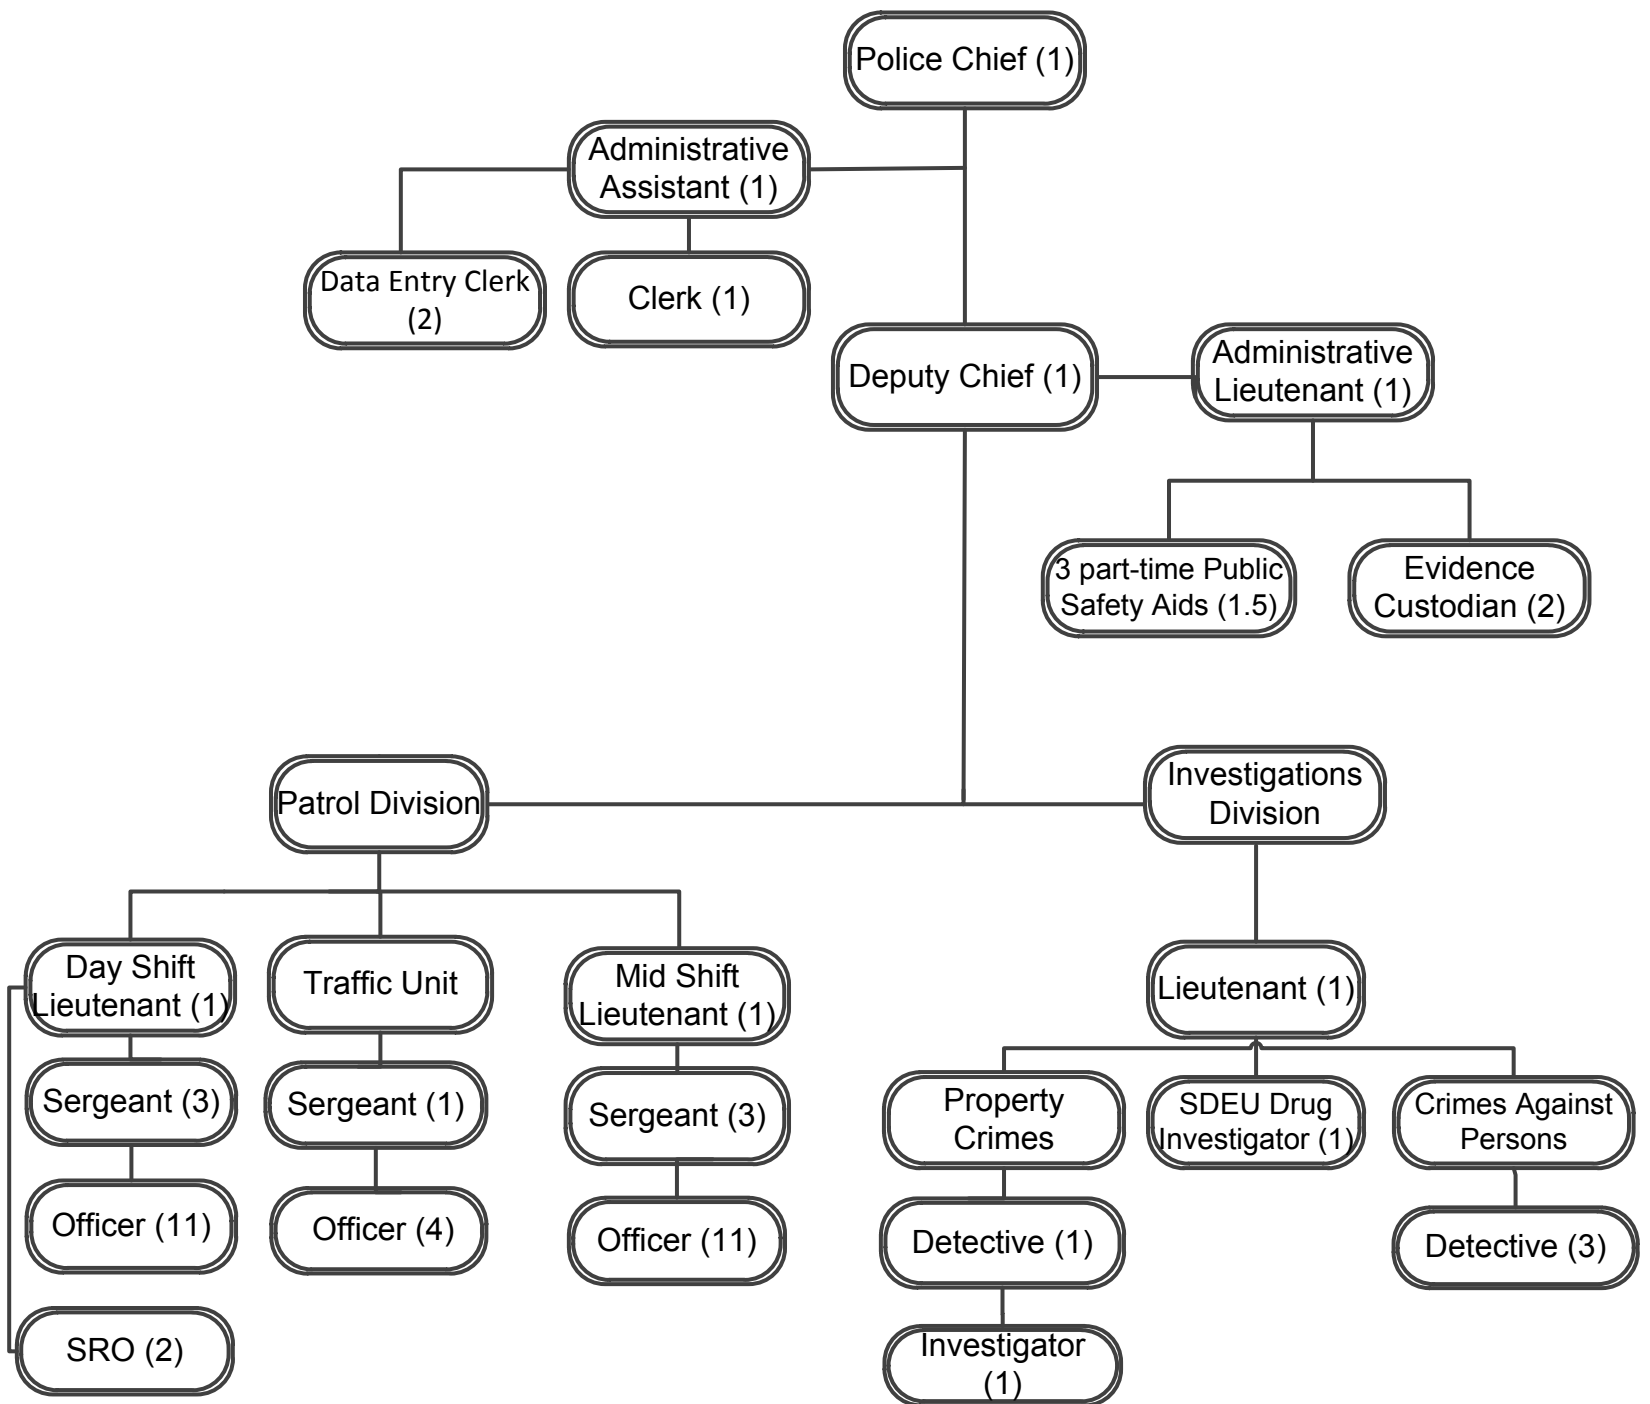 Police Chief (1)
Administrative
Assistant (1)
Data Entry Clerk
(2)
Clerk (1)
Deputy Chief (1)
Administrative
Lieutenant (1)
3 part-time Public
Safety Aids (1.5)
Evidence
Custodian (2)
Patrol Division
Investigations
Division
Day Shift
Lieutenant (1)
Traffic Unit
Mid Shift
Lieutenant (1)
Lieutenant (1)
Sergeant (3)
Sergeant (1)
Sergeant (3)
Property
Crimes
SDEU Drug
Investigator (1)
Crimes Against
Persons
Officer (11)
Officer (4)
Officer (11)
Detective (1)
Detective (3)
SRO (2)
Investigator
(1)